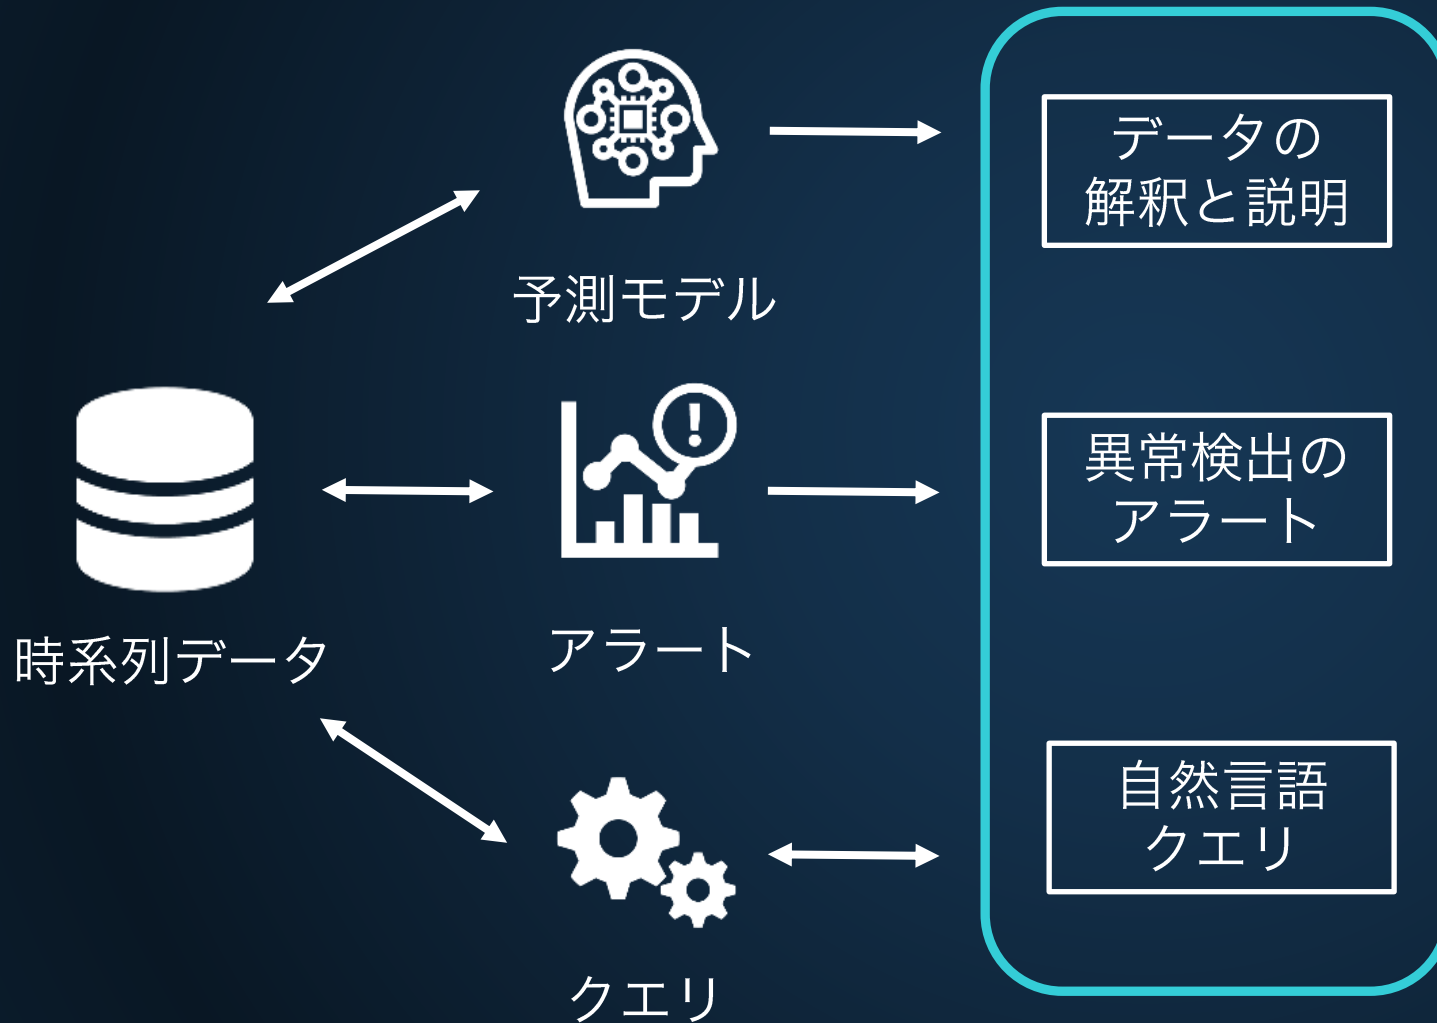 データの
解釈と説明
予測モデル
!
異常検出の
アラート
時系列データ
アラート
自然言語
クエリ
クエリ